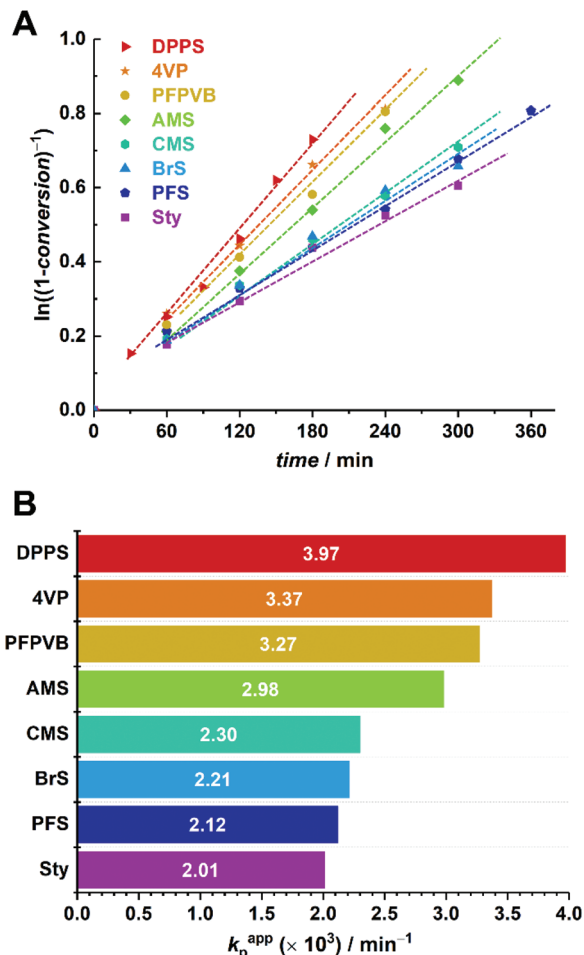 A
1.0
0.8
0.6
0.4
0.2
0.0
ln((1-conversion)⁻¹)
DPPS
4VP
PFPVB
AMS
CMS
BrS
PFS
Sty
0 60 120 180 240 300 360
time / min
B
DPPS 3.97
4VP 3.37
PFPVB 3.27
AMS 2.98
CMS 2.30
BrS 2.21
PFS 2.12
Sty 2.01
0.0 0.5 1.0 1.5 2.0 2.5 3.0 3.5 4.0
kₚᵃᵖᵖ (× 10³) / min⁻¹